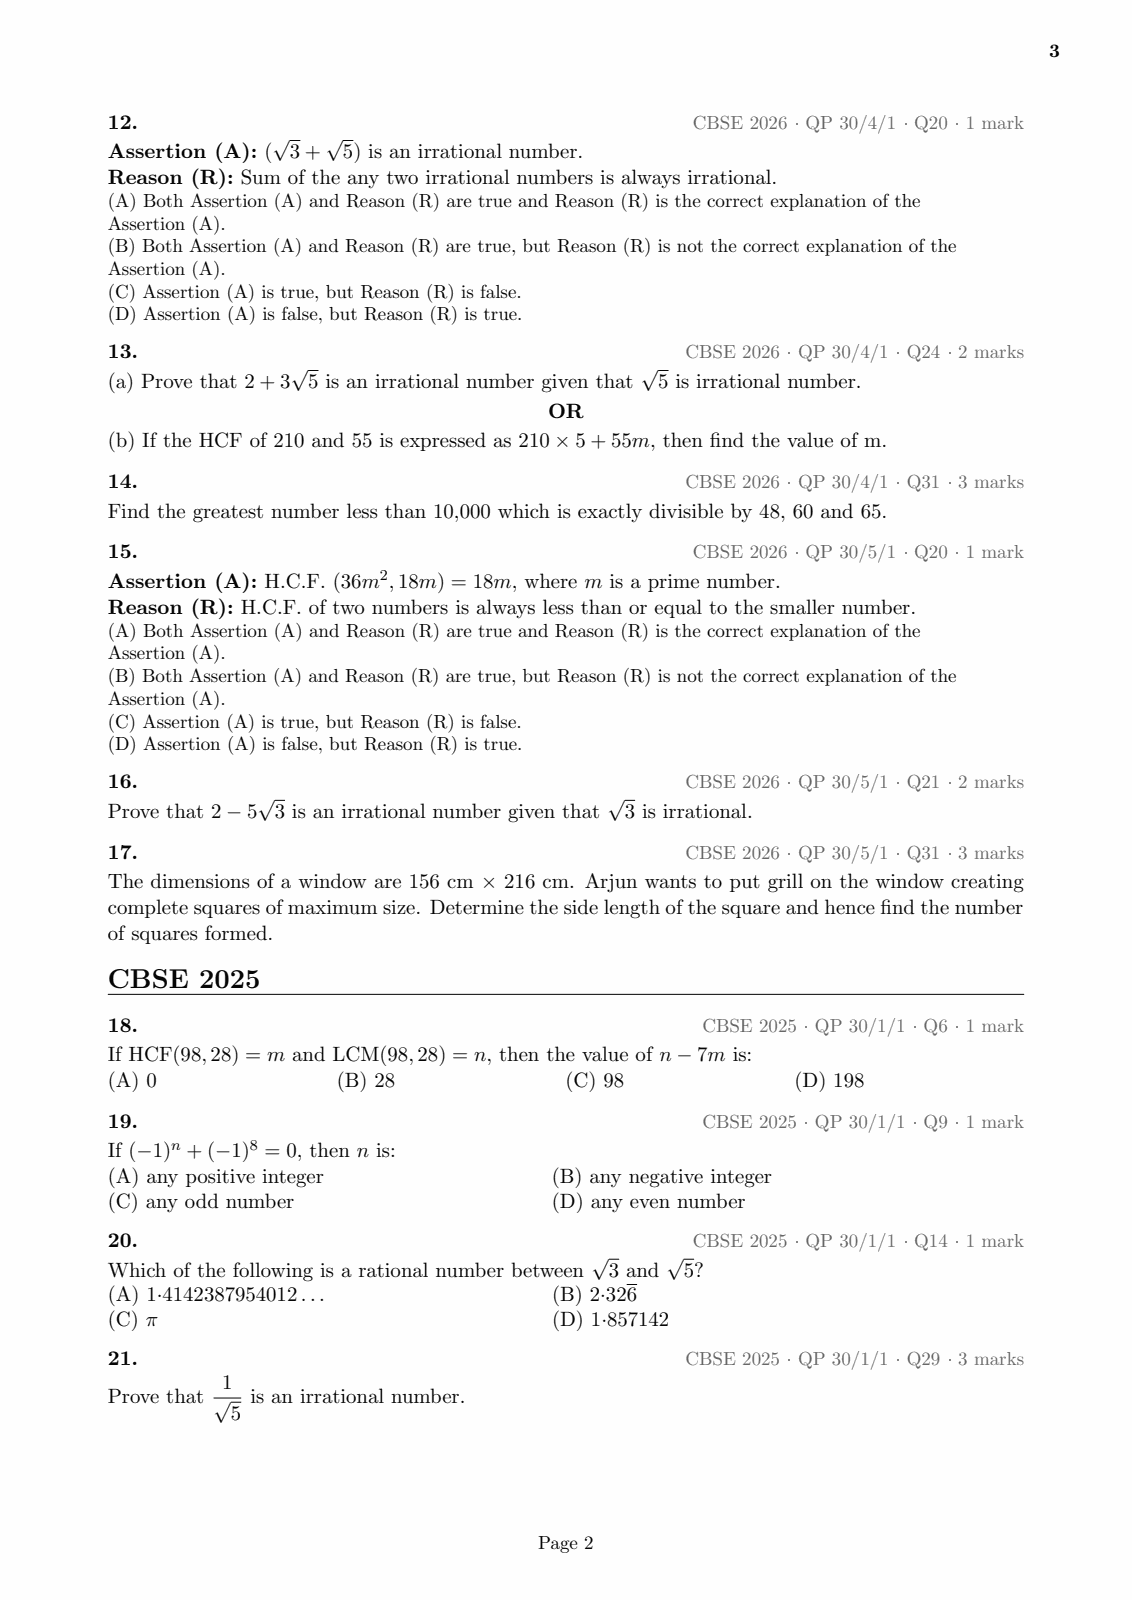 3
12. CBSE 2026 · QP 30/4/1 · Q20 · 1 mark
Assertion (A): (√3 + √5) is an irrational number.
Reason (R): Sum of the any two irrational numbers is always irrational.
(A) Both Assertion (A) and Reason (R) are true and Reason (R) is the correct explanation of the
Assertion (A).
(B) Both Assertion (A) and Reason (R) are true, but Reason (R) is not the correct explanation of the
Assertion (A).
(C) Assertion (A) is true, but Reason (R) is false.
(D) Assertion (A) is false, but Reason (R) is true.
13. CBSE 2026 · QP 30/4/1 · Q24 · 2 marks
(a) Prove that 2 + 3√5 is an irrational number given that √5 is irrational number.
OR
(b) If the HCF of 210 and 55 is expressed as 210 × 5 + 55m, then find the value of m.
14. CBSE 2026 · QP 30/4/1 · Q31 · 3 marks
Find the greatest number less than 10,000 which is exactly divisible by 48, 60 and 65.
15. CBSE 2026 · QP 30/5/1 · Q20 · 1 mark
Assertion (A): H.C.F. (36m², 18m) = 18m, where m is a prime number.
Reason (R): H.C.F. of two numbers is always less than or equal to the smaller number.
(A) Both Assertion (A) and Reason (R) are true and Reason (R) is the correct explanation of the
Assertion (A).
(B) Both Assertion (A) and Reason (R) are true, but Reason (R) is not the correct explanation of the
Assertion (A).
(C) Assertion (A) is true, but Reason (R) is false.
(D) Assertion (A) is false, but Reason (R) is true.
16. CBSE 2026 · QP 30/5/1 · Q21 · 2 marks
Prove that 2 − 5√3 is an irrational number given that √3 is irrational.
17. CBSE 2026 · QP 30/5/1 · Q31 · 3 marks
The dimensions of a window are 156 cm × 216 cm. Arjun wants to put grill on the window creating
complete squares of maximum size. Determine the side length of the square and hence find the number
of squares formed.
CBSE 2025
18. CBSE 2025 · QP 30/1/1 · Q6 · 1 mark
If HCF(98, 28) = m and LCM(98, 28) = n, then the value of n − 7m is:
(A) 0 (B) 28 (C) 98 (D) 198
19. CBSE 2025 · QP 30/1/1 · Q9 · 1 mark
If (−1)ⁿ + (−1)⁸ = 0, then n is:
(A) any positive integer (B) any negative integer
(C) any odd number (D) any even number
20. CBSE 2025 · QP 30/1/1 · Q14 · 1 mark
Which of the following is a rational number between √3 and √5?
(A) 1·4142387954012 . . . (B) 2·326̅
(C) π (D) 1·857142
21. CBSE 2025 · QP 30/1/1 · Q29 · 3 marks
Prove that 1/√5 is an irrational number.
Page 2